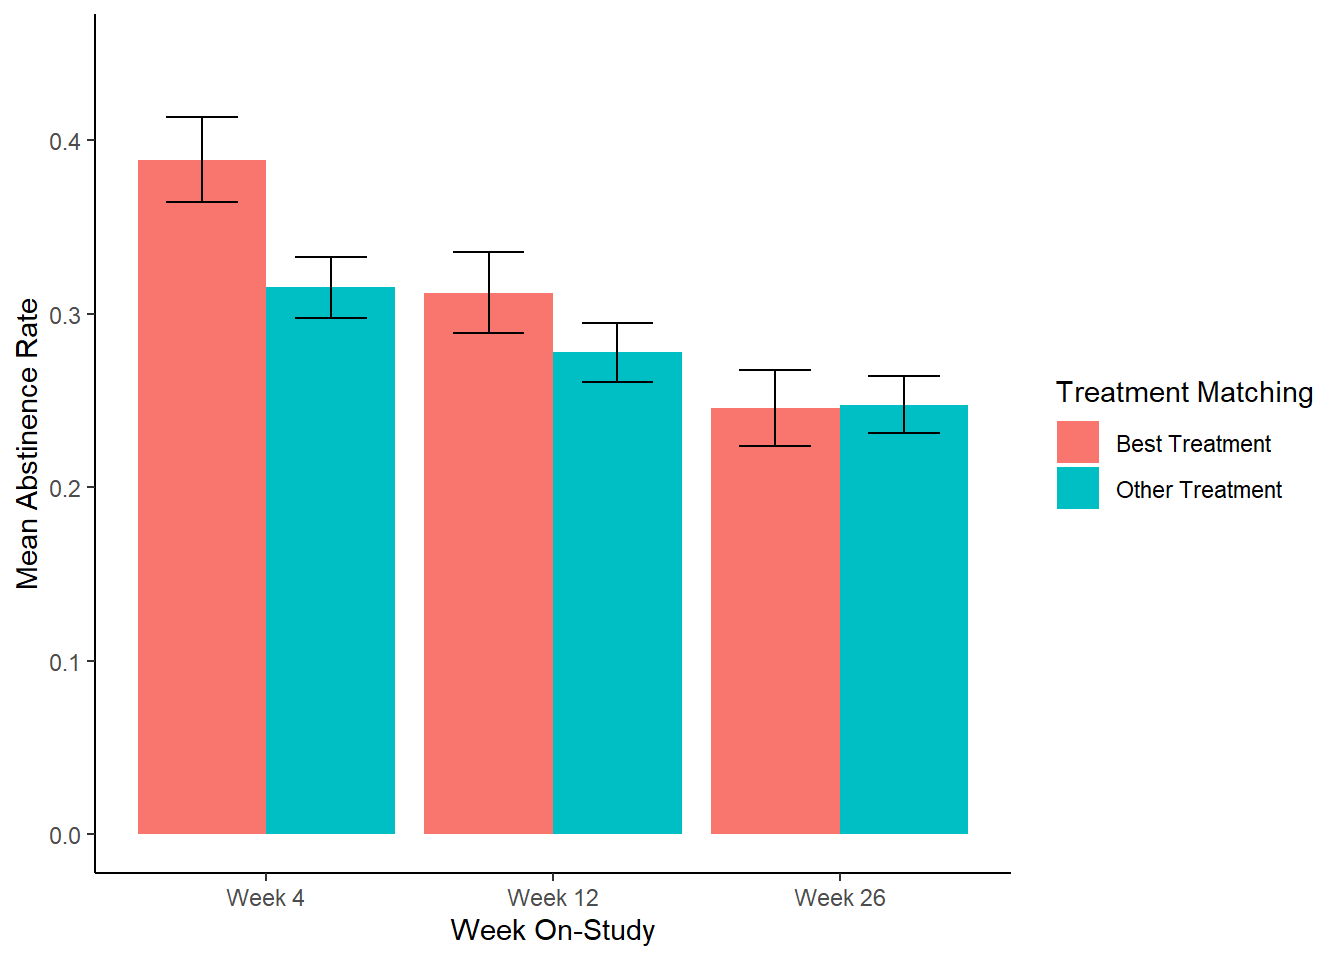 Mean Abstinence Rate
0.4
0.3
0.2
0.1
0.0
Week 4
Week 12
Week 26
Week On-Study
Treatment Matching
Best Treatment
Other Treatment